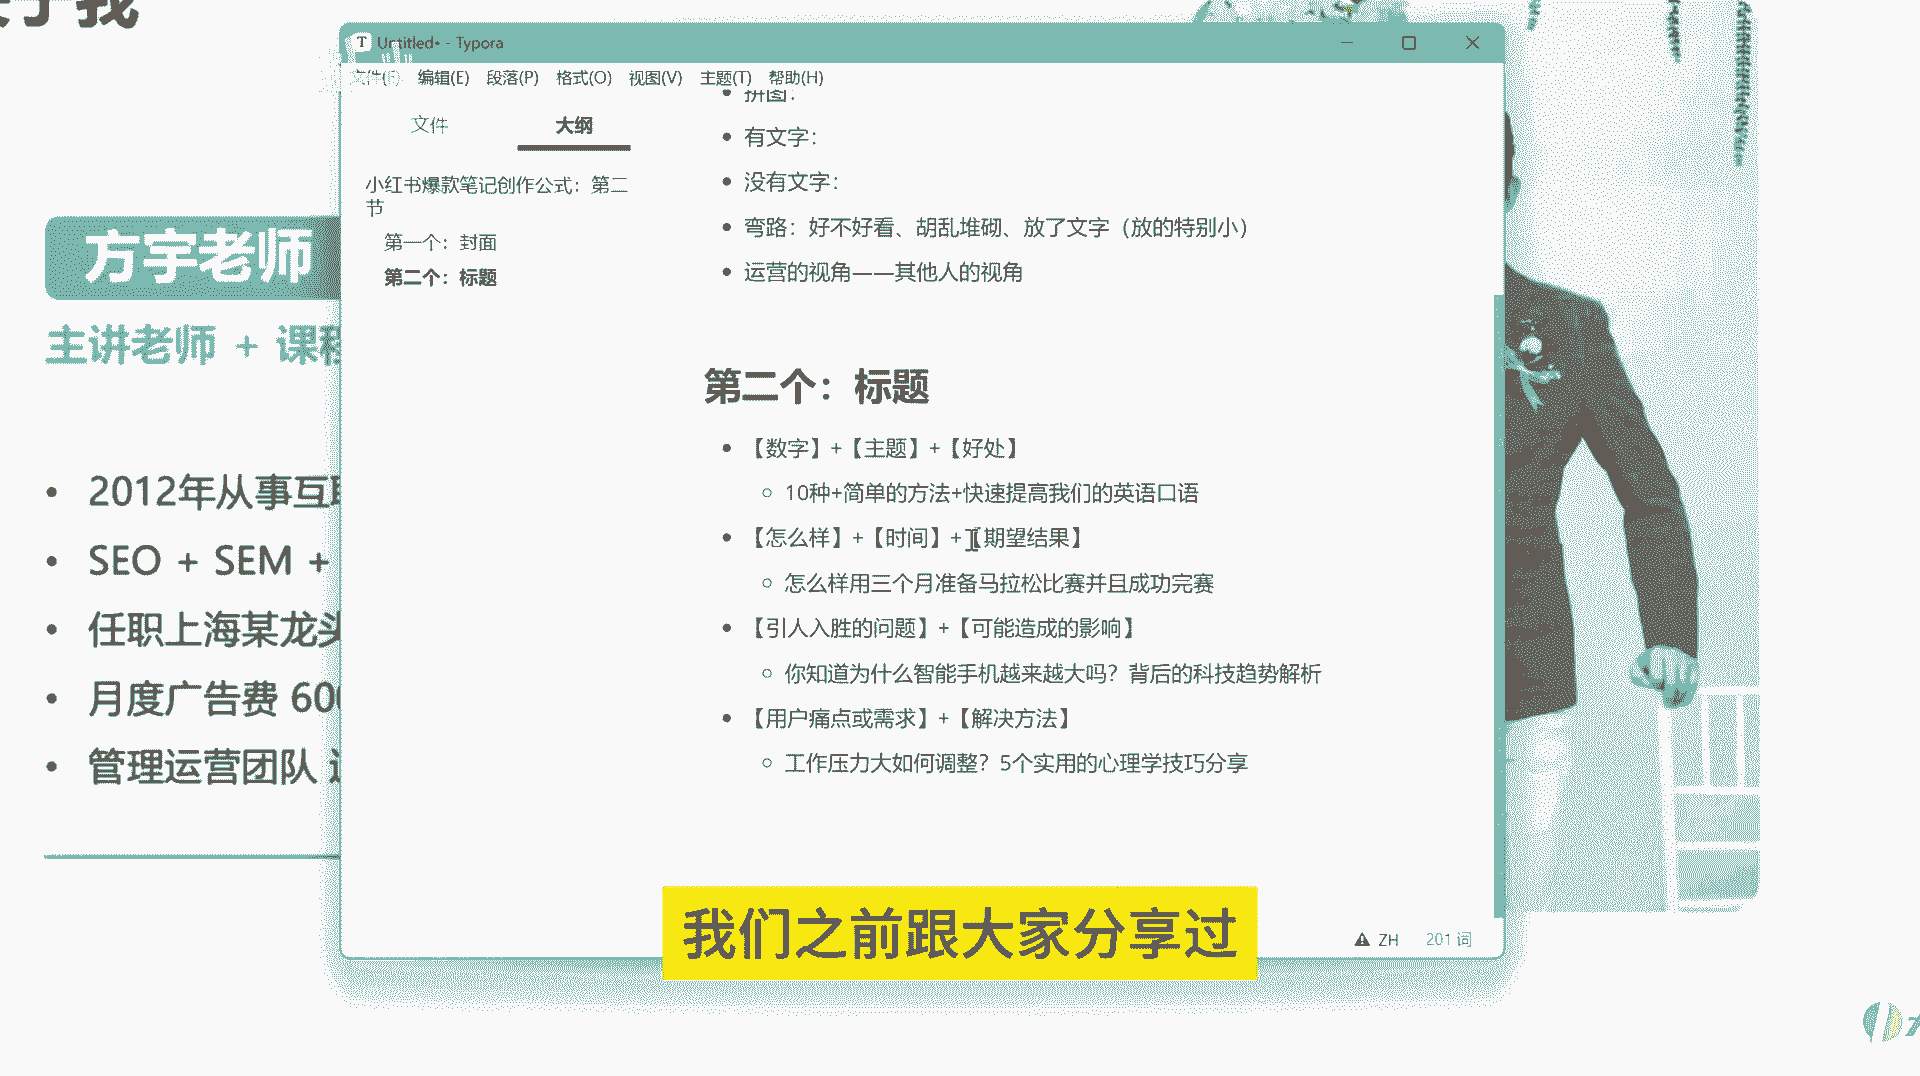 Untitled• - Typora
文件(F) 编辑(E) 段落(P) 格式(O) 视图(V) 主题(T) 帮助(H)
文件 大纲
小红书爆款笔记创作公式：第二
节
第一个：封面
第二个：标题
拼图：
有文字：
没有文字：
弯路：好不好看、胡乱堆砌、放了文字（放的特别小）
运营的视角——其他人的视角
第二个：标题
【数字】+【主题】+【好处】
10种+简单的方法+快速提高我们的英语口语
【怎么样】+【时间】+【期望结果】
怎么样用三个月准备马拉松比赛并且成功完赛
【引人入胜的问题】+【可能造成的影响】
你知道为什么智能手机越来越大吗？背后的科技趋势解析
【用户痛点或需求】+【解决方法】
工作压力大如何调整？5个实用的心理学技巧分享
ZH 201 词
方宇老师
主讲老师 + 课程
• 2012年从事互联
• SEO + SEM +
• 任职上海某龙头
• 月度广告费 600
• 管理运营团队
我们之前跟大家分享过